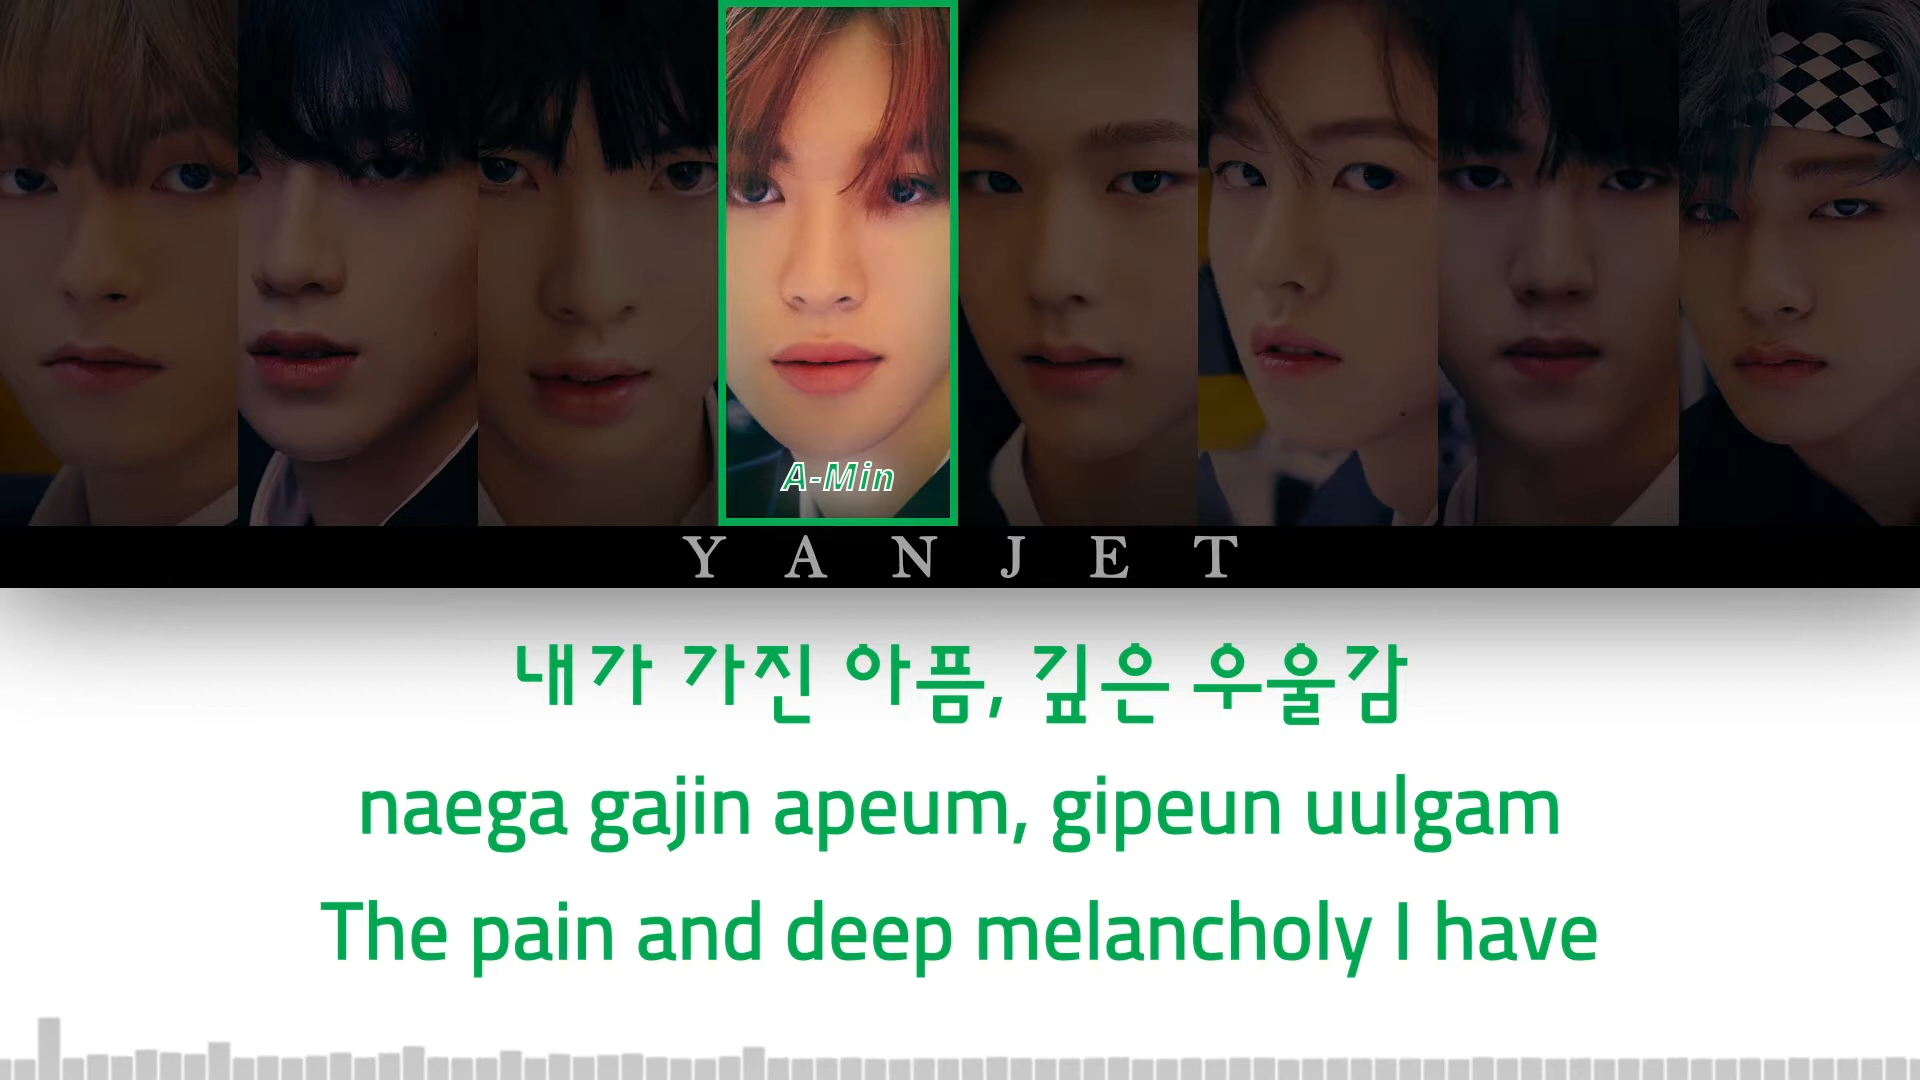 A-Min
YANJET
내가 가진 아픔, 깊은 우울감
naega gajin apeum, gipeun uulgam
The pain and deep melancholy I have